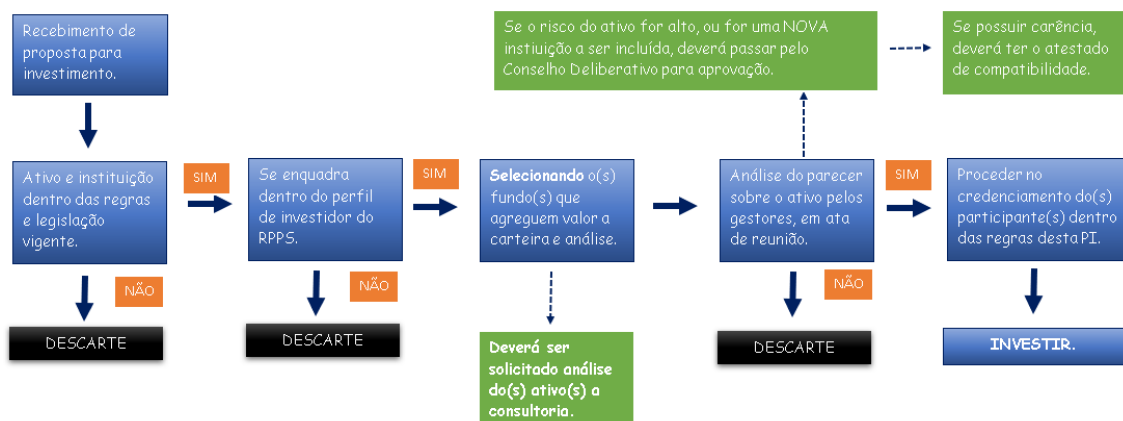 Recebimento de
proposta para
investimento.
Se o risco do ativo for alto, ou for uma NOVA
instiuição a ser incluída, deverá passar pelo
Conselho Deliberativo para aprovação.
Se possuir carência,
deverá ter o atestado
de compatibilidade.
Ativo e instituição
dentro das regras
e legislação
vigente.
SIM
Se enquadra
dentro do perfil
de investidor do
RPPS.
SIM
Selecionando o(s)
fundo(s) que
agreguem valor a
carteira e análise.
Análise do parecer
sobre o ativo pelos
gestores, em ata
de reunião.
SIM
Proceder no
credenciamento do(s)
participante(s) dentro
das regras desta PI.
NÃO
NÃO
NÃO
DESCARTE
DESCARTE
Deverá ser
solicitado análise
do(s) ativo(s) a
consultoria.
DESCARTE
INVESTIR.